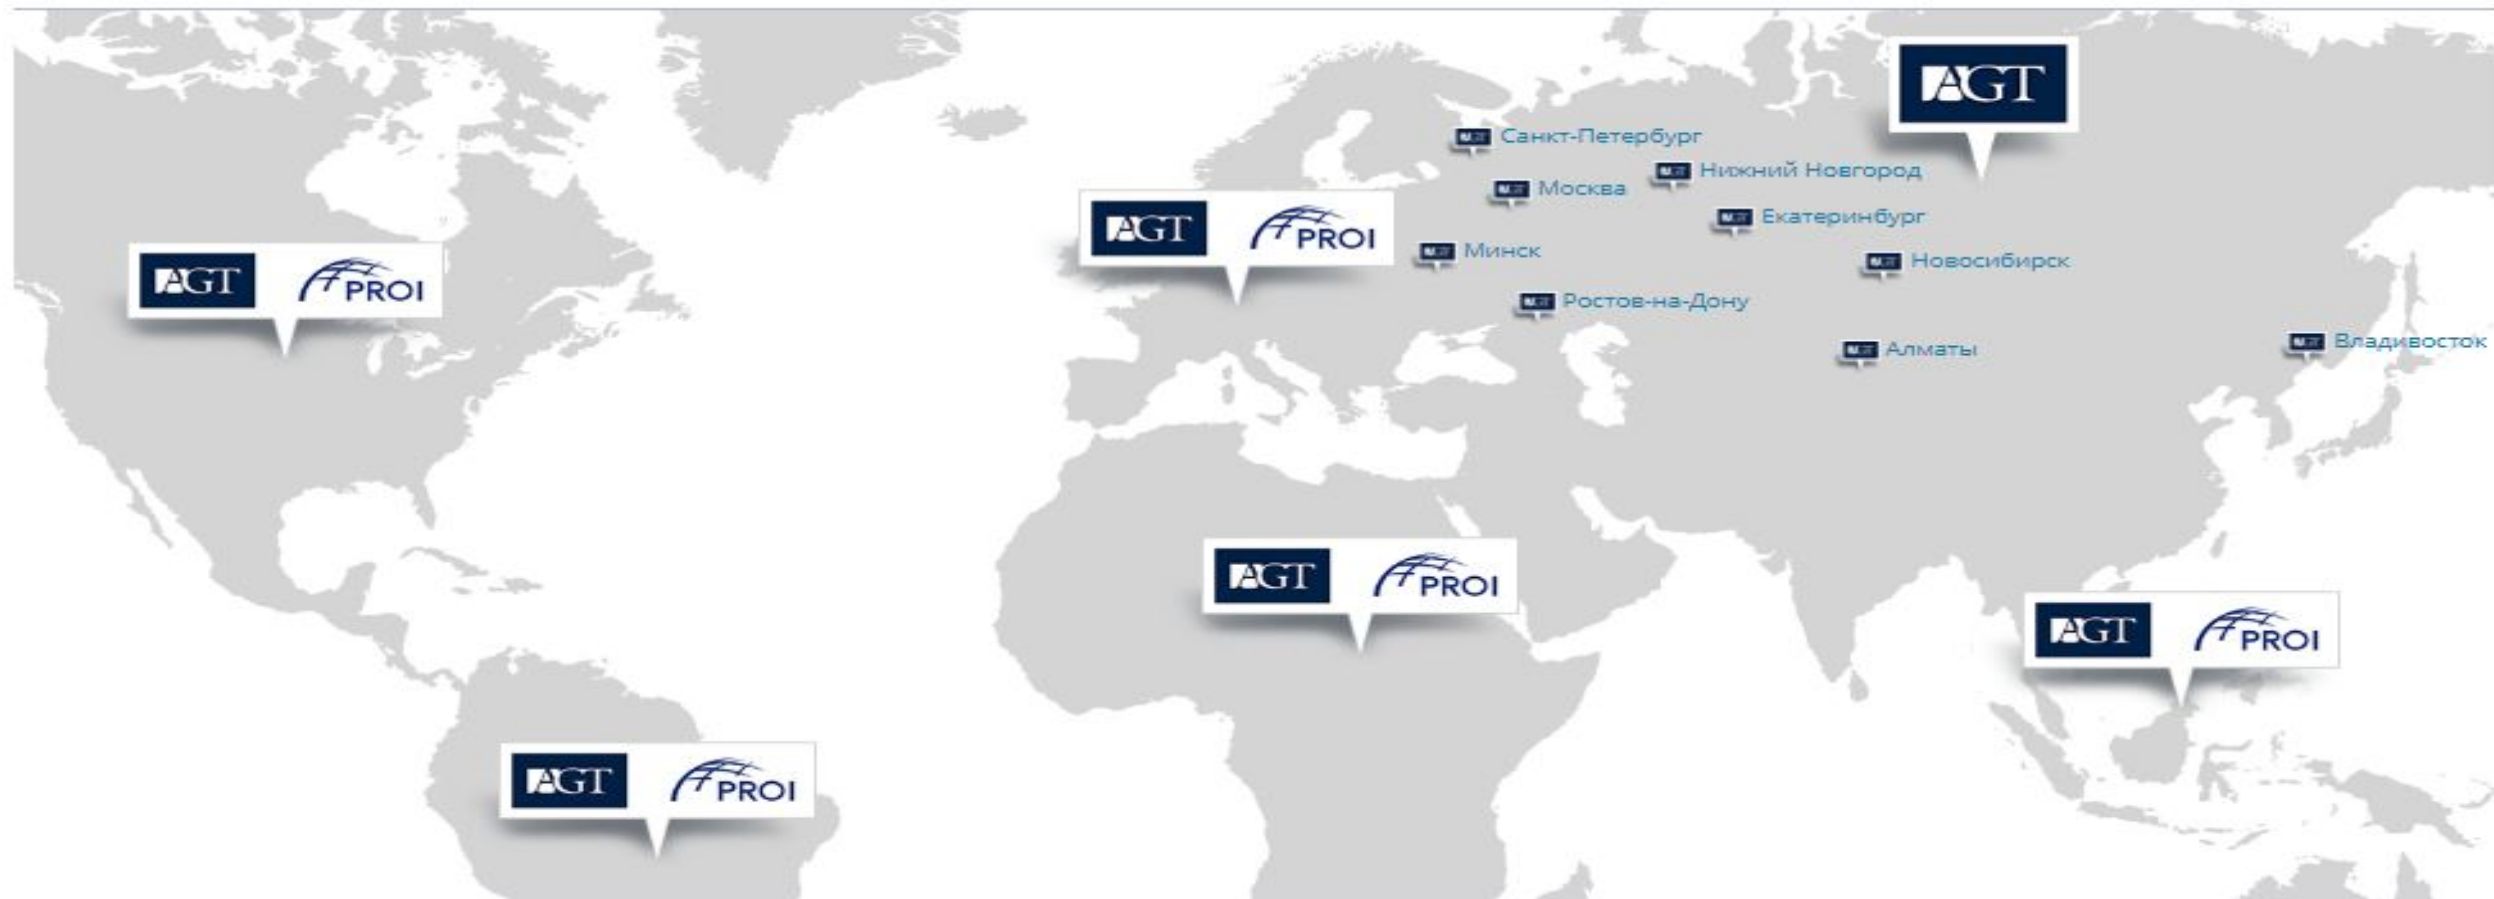 AGT
Санкт-Петербург
Нижний Новгород
Москва
AGT PROI
Екатеринбург
Минск
Новосибирск
AGT PROI
Ростов-на-Дону
Владивосток
Алматы
AGT PROI
AGT PROI
AGT PROI